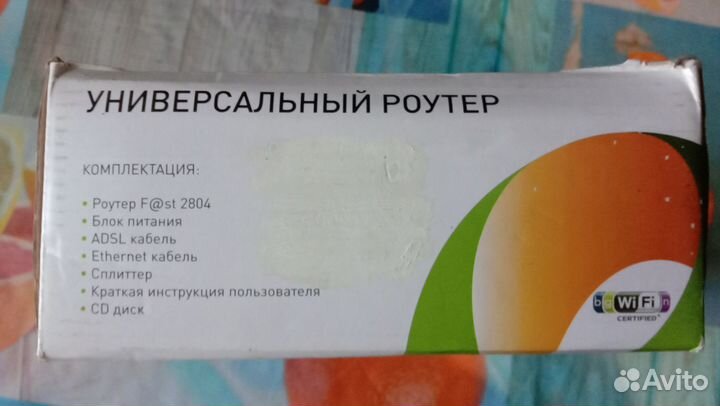 УНИВЕРСАЛЬНЫЙ РОУТЕР
КОМПЛЕКТАЦИЯ:
• Роутер F@st 2804
• Блок питания
• ADSL кабель
• Ethernet кабель
• Сплиттер
• Краткая инструкция пользователя
• CD диск
b g WiFi n
CERTIFIED
Avito